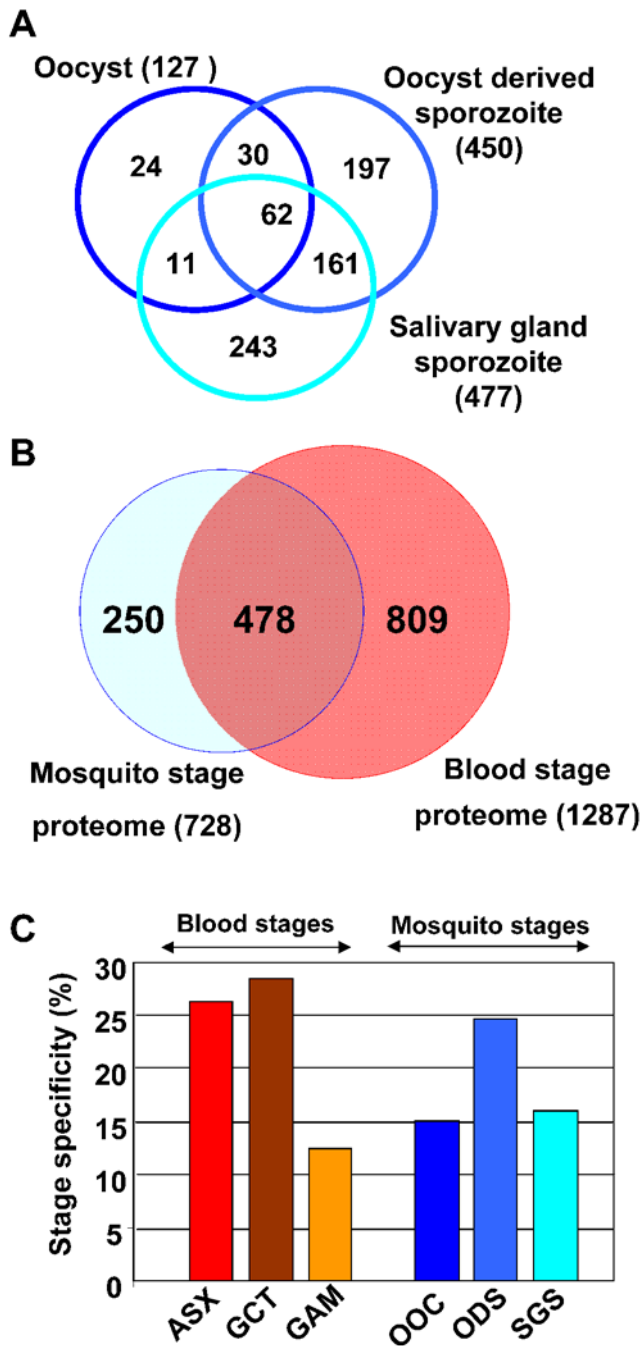 A
Oocyst (127 )
Oocyst derived
sporozoite
(450)
24
30
197
62
11
161
243
Salivary gland
sporozoite
(477)
B
250
478
809
Mosquito stage
proteome (728)
Blood stage
proteome (1287)
C
Blood stages
Mosquito stages
Stage specificity (%)
30
25
20
15
10
5
0
ASX
GCT
GAM
OOC
ODS
SGS